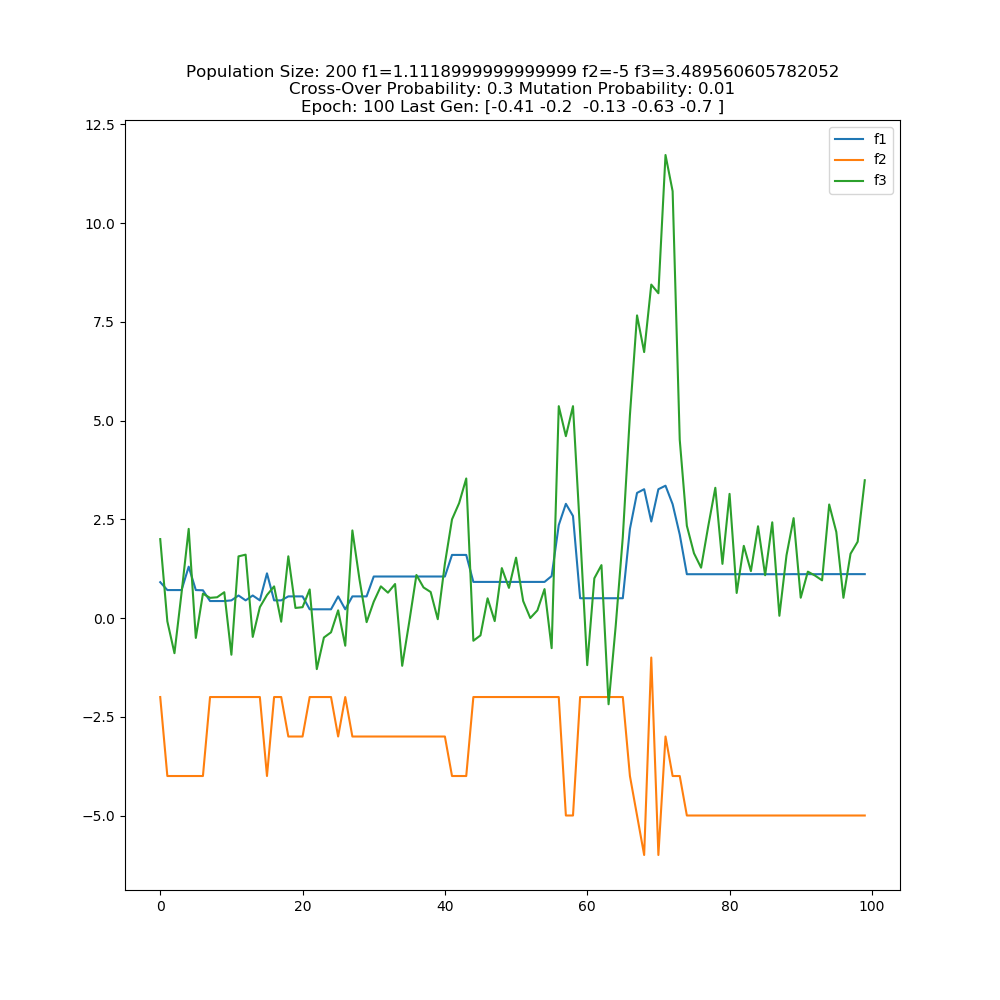 Population Size: 200 f1=1.1118999999999999 f2=-5 f3=3.489560605782052
Cross-Over Probability: 0.3 Mutation Probability: 0.01
Epoch: 100 Last Gen: [-0.41 -0.2  -0.13 -0.63 -0.7 ]
f1
f2
f3
12.5
10.0
7.5
5.0
2.5
0.0
−2.5
−5.0
0 20 40 60 80 100